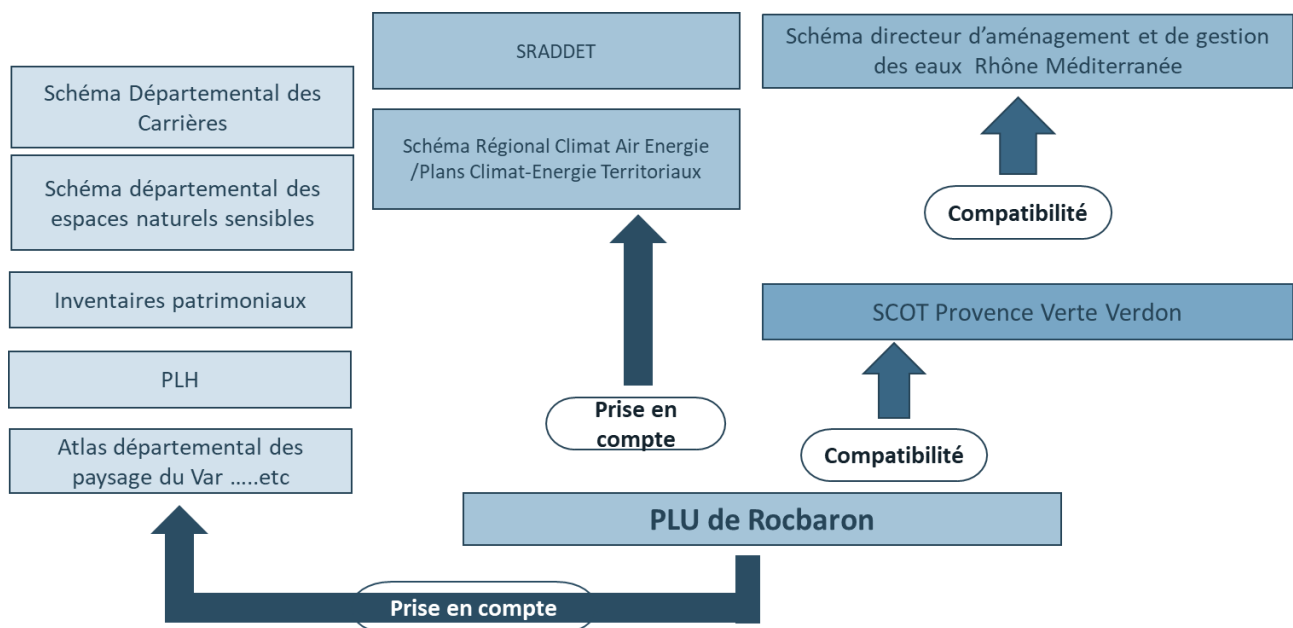 Schéma Départemental des
Carrières
Schéma départemental des
espaces naturels sensibles
Inventaires patrimoniaux
PLH
Atlas départemental des
paysage du Var …..etc
SRADDET
Schéma Régional Climat Air Energie
/Plans Climat-Energie Territoriaux
Prise en
compte
Schéma directeur d’aménagement et de gestion
des eaux Rhône Méditerranée
Compatibilité
SCOT Provence Verte Verdon
Compatibilité
PLU de Rocbaron
Prise en compte